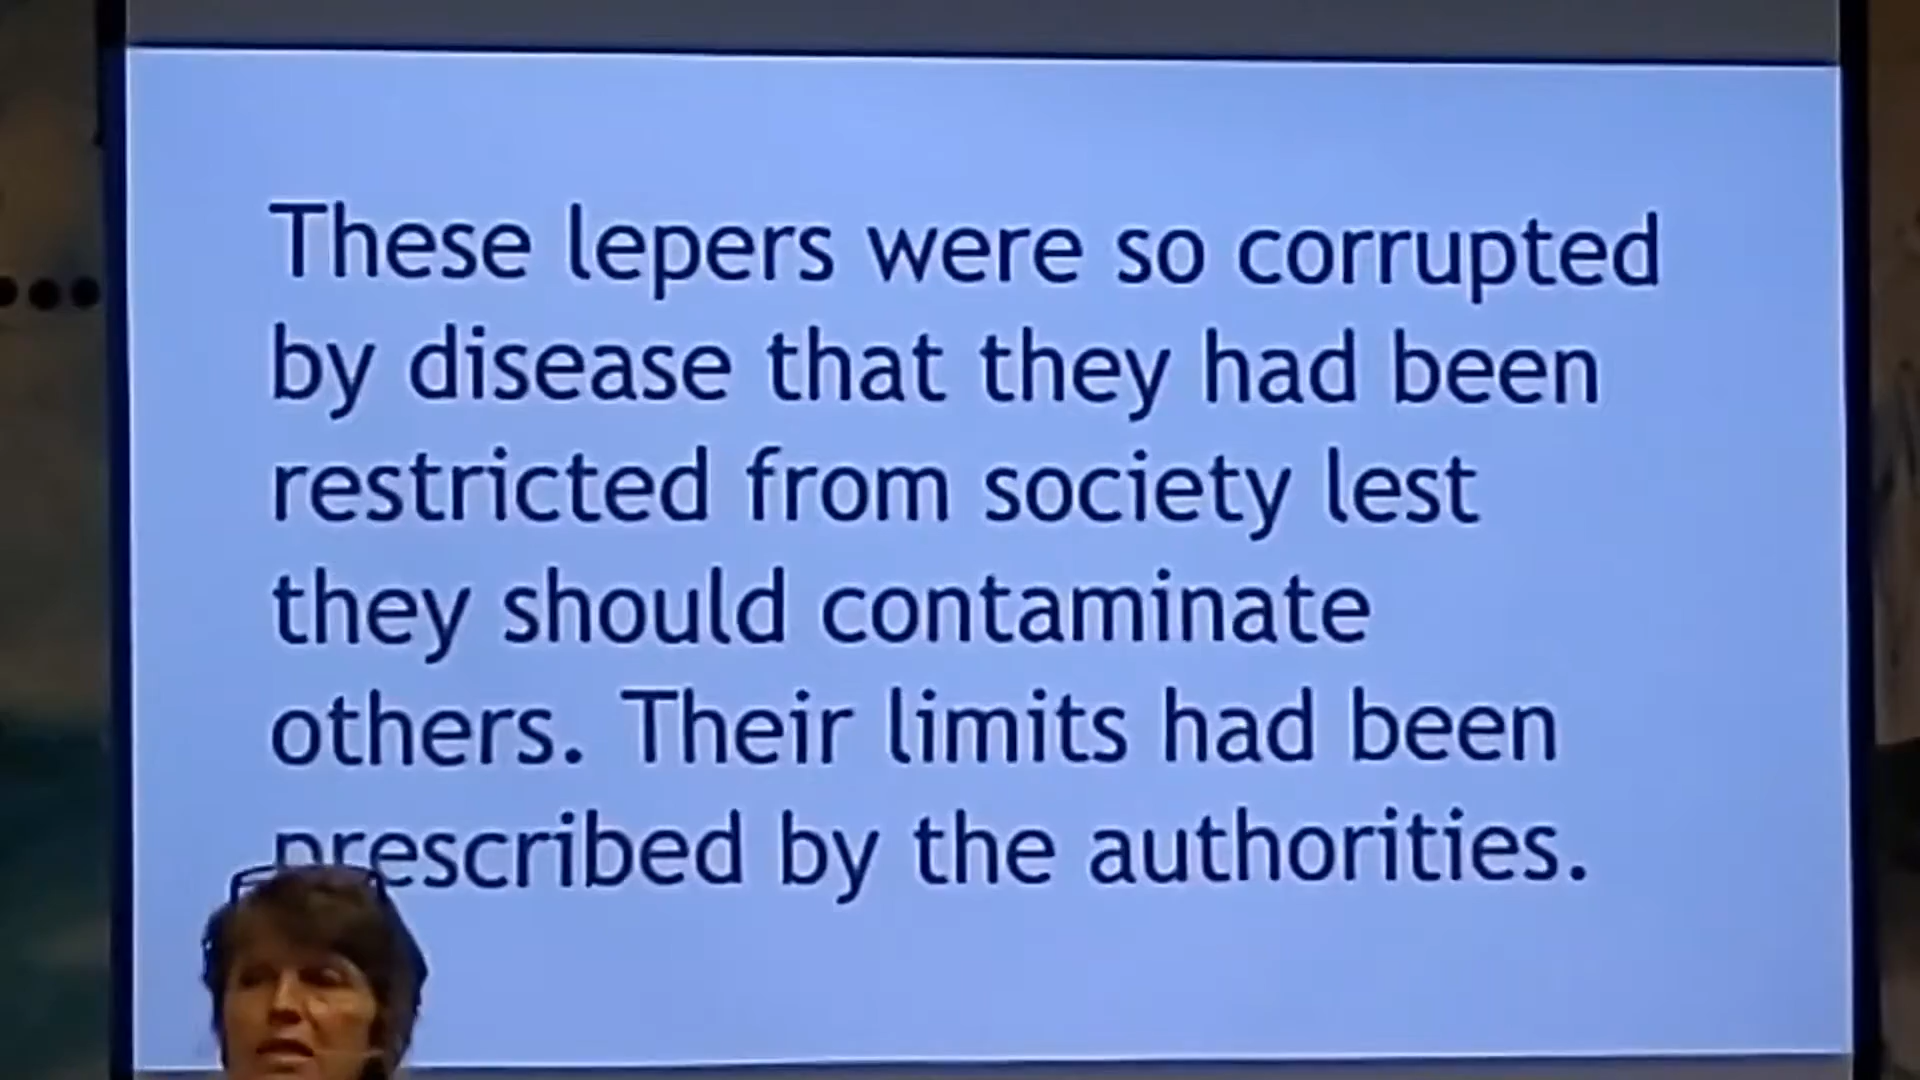 These lepers were so corrupted
by disease that they had been
restricted from society lest
they should contaminate
others. Their limits had been
prescribed by the authorities.